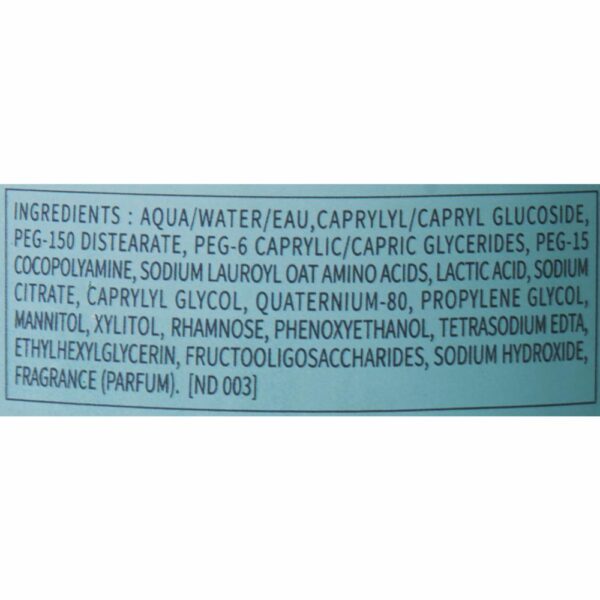 INGREDIENTS : AQUA/WATER/EAU,CAPRYLYL/CAPRYL GLUCOSIDE,
PEG-150 DISTEARATE, PEG-6 CAPRYLIC/CAPRIC GLYCERIDES, PEG-15
COCOPOLYAMINE, SODIUM LAUROYL OAT AMINO ACIDS, LACTIC ACID, SODIUM
CITRATE, CAPRYLYL GLYCOL, QUATERNIUM-80, PROPYLENE GLYCOL,
MANNITOL, XYLITOL, RHAMNOSE, PHENOXYETHANOL, TETRASODIUM EDTA,
ETHYLHEXYLGLYCERIN, FRUCTOOLIGOSACCHARIDES, SODIUM HYDROXIDE,
FRAGRANCE (PARFUM). [ND 003]